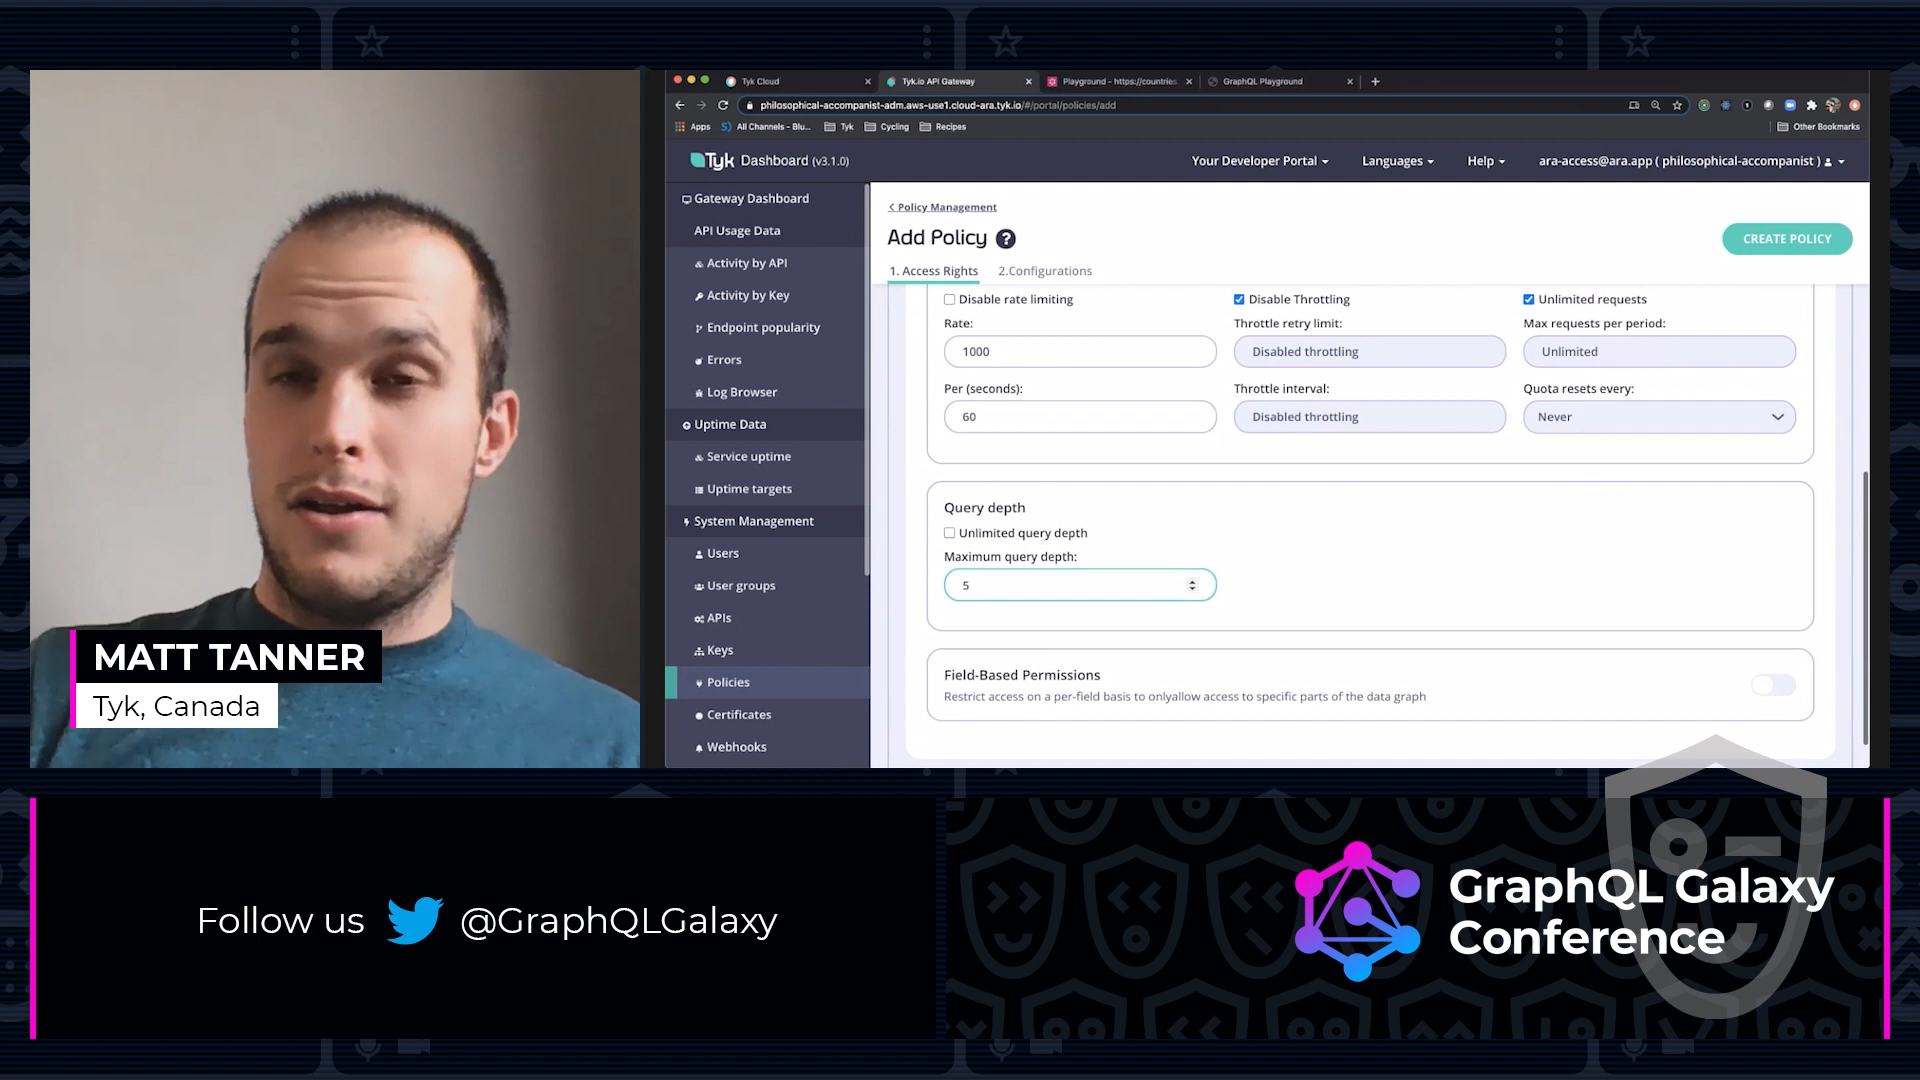 Tyk Cloud
Tyk.io API Gateway
Playground - https://countries.
GraphQL Playground
philosophical-accompanist-adm.aws-use1.cloud-ara.tyk.io/#/portal/policies/add
Apps
All Channels - Blu...
Tyk
Cycling
Recipes
Other Bookmarks
Tyk Dashboard (v3.1.0)
Your Developer Portal
Languages
Help
ara-access@ara.app ( philosophical-accompanist )
Gateway Dashboard
API Usage Data
Activity by API
Activity by Key
Endpoint popularity
Errors
Log Browser
Uptime Data
Service uptime
Uptime targets
System Management
Users
User groups
APIs
Keys
Policies
Certificates
Webhooks
< Policy Management
Add Policy ?
CREATE POLICY
1. Access Rights
2.Configurations
Disable rate limiting
Rate:
1000
Per (seconds):
60
Disable Throttling
Throttle retry limit:
Disabled throttling
Throttle interval:
Disabled throttling
Unlimited requests
Max requests per period:
Unlimited
Quota resets every:
Never
Query depth
Unlimited query depth
Maximum query depth:
5
Field-Based Permissions
Restrict access on a per-field basis to onlyallow access to specific parts of the data graph
MATT TANNER
Tyk, Canada
Follow us @GraphQLGalaxy
GraphQL Galaxy
Conference